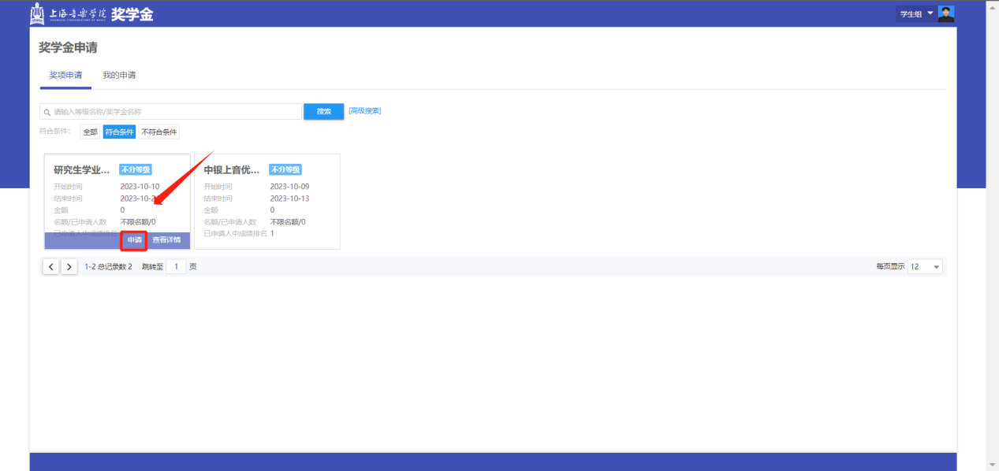 上海音乐学院 奖学金
学生组
奖学金申请
奖项申请 我的申请
请输入等级名称/奖学金名称 搜索 [高级搜索]
符合条件: 全部 符合条件 不符合条件
研究生学业... 不分等级
开始时间 2023-10-10
结束时间 2023-10-2
金额 0
名额/已申请人数 不限名额/0
已申请人中成绩排名
申请 查看详情
中银上音优... 不分等级
开始时间 2023-10-09
结束时间 2023-10-13
金额 0
名额/已申请人数 不限名额/0
已申请人中成绩排名 1
1-2 总记录数 2 跳转至 1 页
每页显示 12